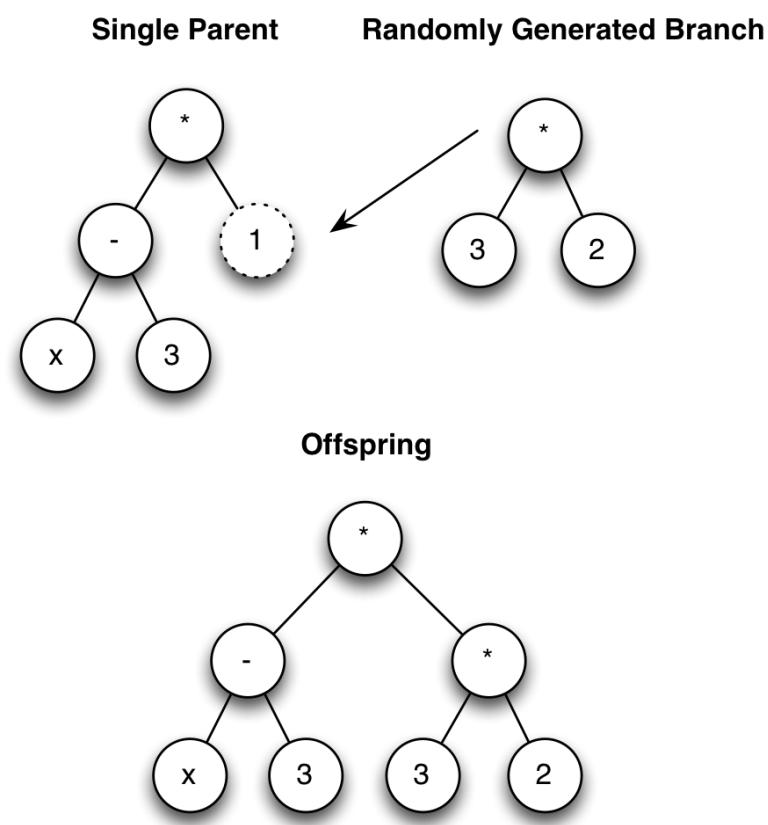 Single Parent
Randomly Generated Branch
*
*
-
1
3
2
x
3
Offspring
*
-
*
x
3
3
2